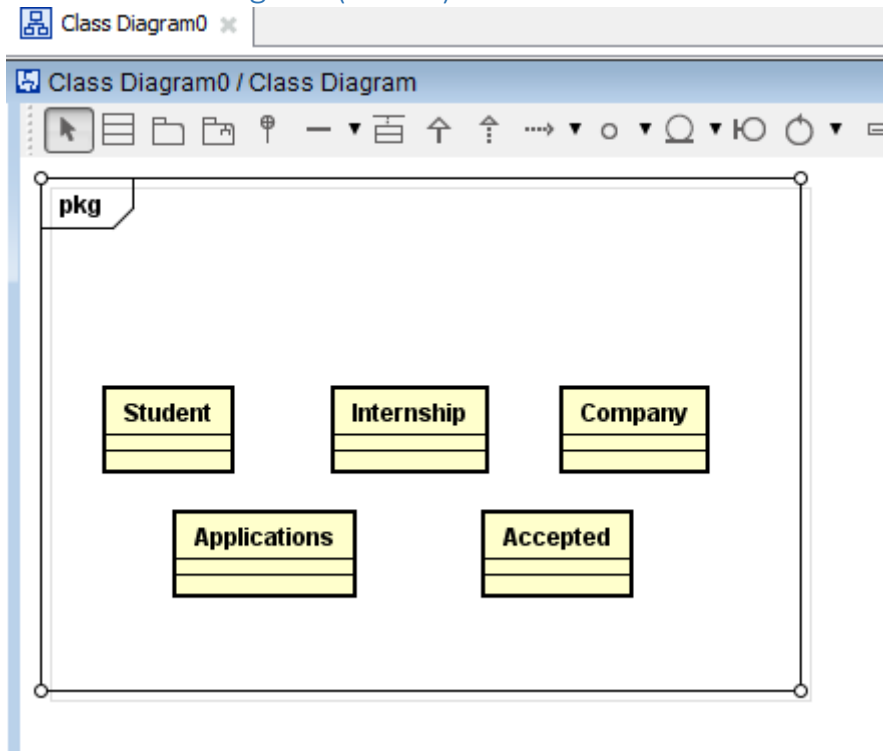 Class Diagram0
Class Diagram0 / Class Diagram
pkg
Student
Internship
Company
Applications
Accepted